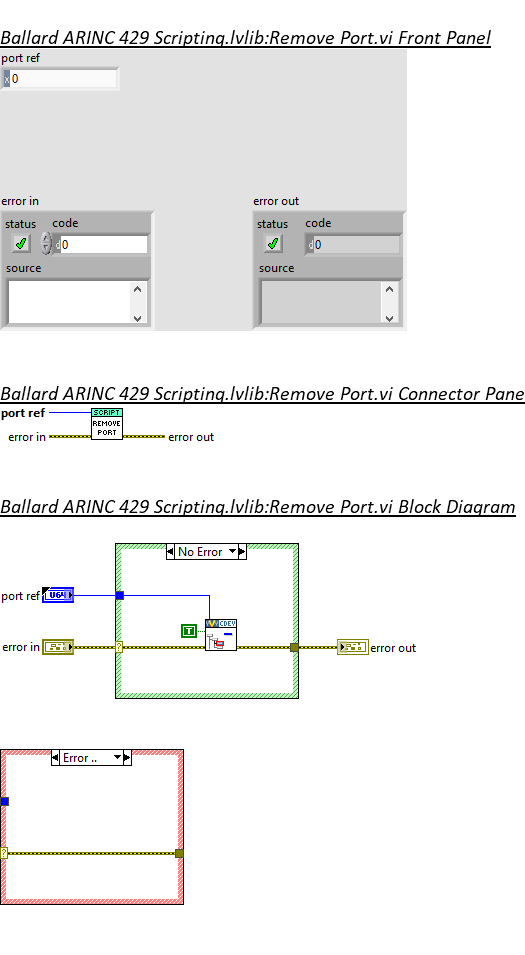 Ballard ARINC 429 Scripting.lvlib:Remove Port.vi Front Panel
port ref
x 0
error in
error out
status code
status code
d 0
d 0
source
source
Ballard ARINC 429 Scripting.lvlib:Remove Port.vi Connector Pane
port ref
SCRIPT
REMOVE
PORT
error in
error out
Ballard ARINC 429 Scripting.lvlib:Remove Port.vi Block Diagram
No Error
port ref
U64
CDEV
T
error in
?
error out
Error ..
?